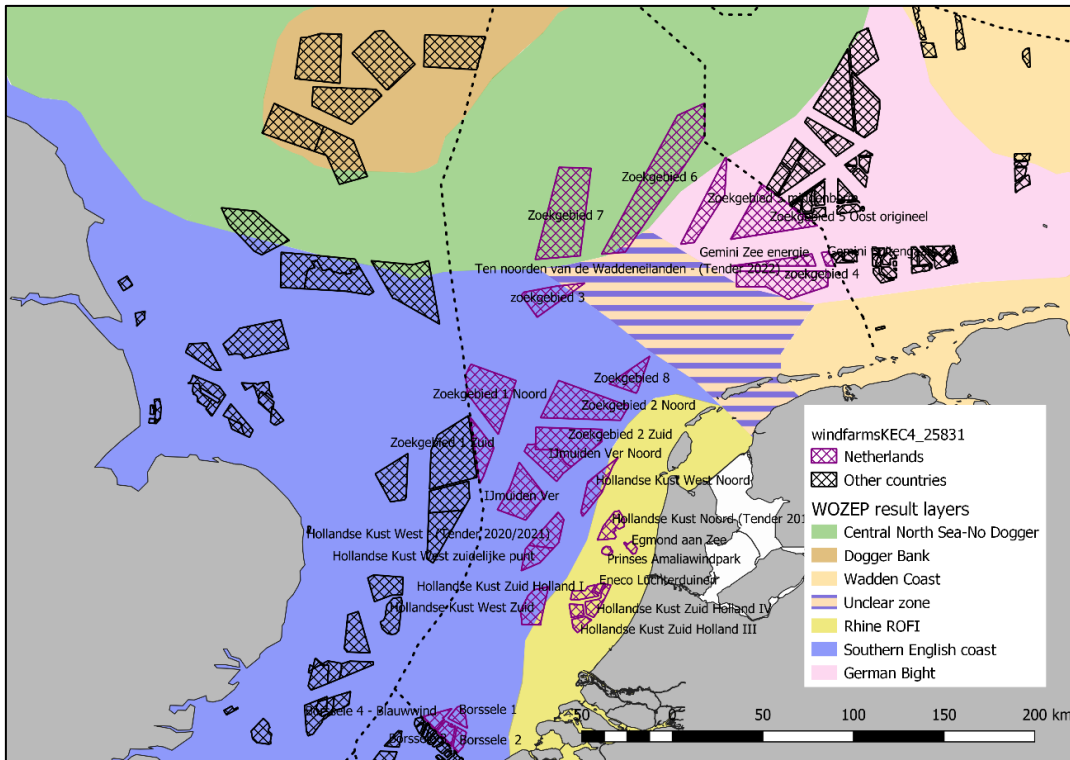 Zoekgebied 6
Zoekgebied 5
Zoekgebied 7
Zoekgebied 5 Oost origineel
Gemini Zee energie
Gemini
Ten noorden van de Waddeneilanden - (Tender 2022)
zoekgebied 4
zoekgebied 3
Zoekgebied 8
Zoekgebied 1 Noord
Zoekgebied 2 Noord
Zoekgebied 1 Zuid
Zoekgebied 2 Zuid
IJmuiden Ver Noord
Hollandse Kust West Noord
IJmuiden Ver
Hollandse Kust Noord (Tender 201
Hollandse Kust West (Tender 2020/2021)
Egmond aan Zee
Hollandse Kust West zuidelijke punt
Prinses Amaliawindpark
Eneco Luchterduinen
Hollandse Kust Zuid Holland I
Hollandse Kust West Zuid
Hollandse Kust Zuid Holland IV
Hollandse Kust Zuid Holland III
Borssele 4 - Blauwwind
Borssele 1
Borssele 2
windfarmsKEC4_25831
Netherlands
Other countries
WOZEP result layers
Central North Sea-No Dogger
Dogger Bank
Wadden Coast
Unclear zone
Rhine ROFI
Southern English coast
German Bight
50 0 50 100 150 200 km